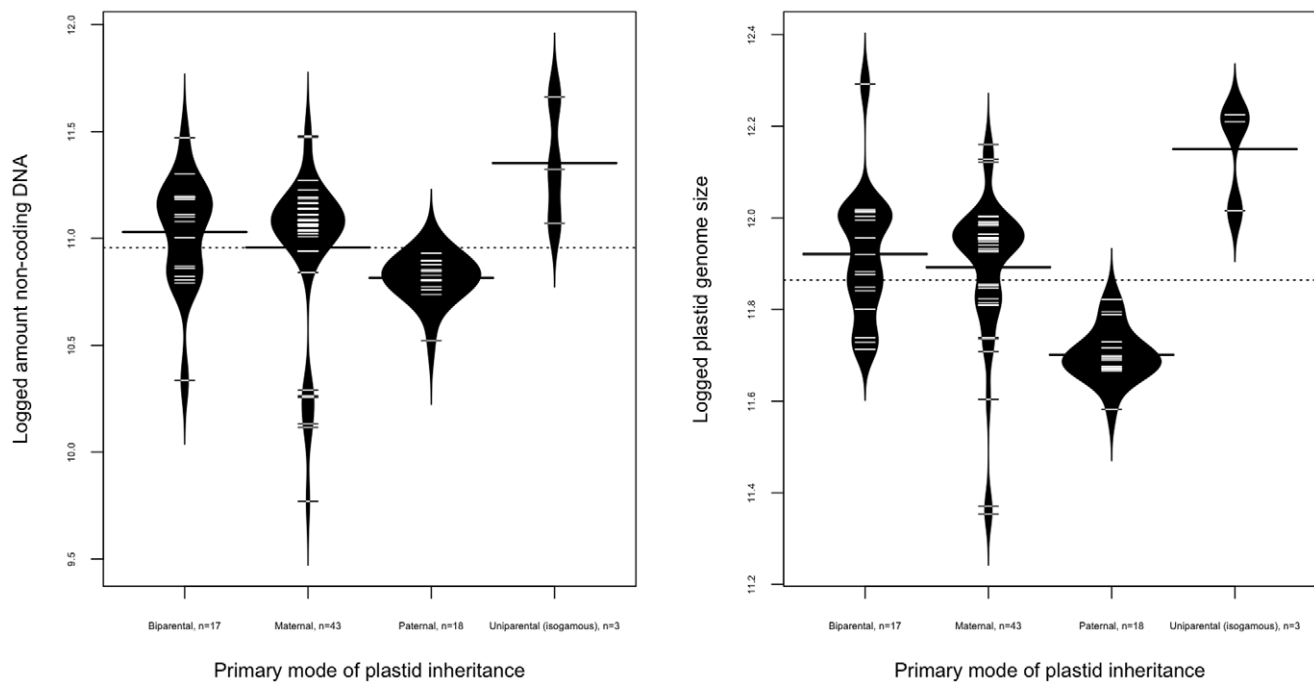 Logged amount non-coding DNA
12.0
11.5
11.0
10.5
10.0
9.5
Biparental, n=17
Maternal, n=43
Paternal, n=18
Uniparental (isogamous), n=3
Primary mode of plastid inheritance
Logged plastid genome size
12.4
12.2
12.0
11.8
11.6
11.4
11.2
Biparental, n=17
Maternal, n=43
Paternal, n=18
Uniparental (isogamous), n=3
Primary mode of plastid inheritance